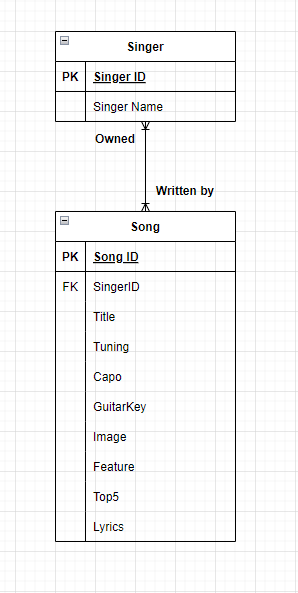 Singer
PK Singer ID
Singer Name
Owned
Written by
Song
PK Song ID
FK SingerID
Title
Tuning
Capo
GuitarKey
Image
Feature
Top5
Lyrics